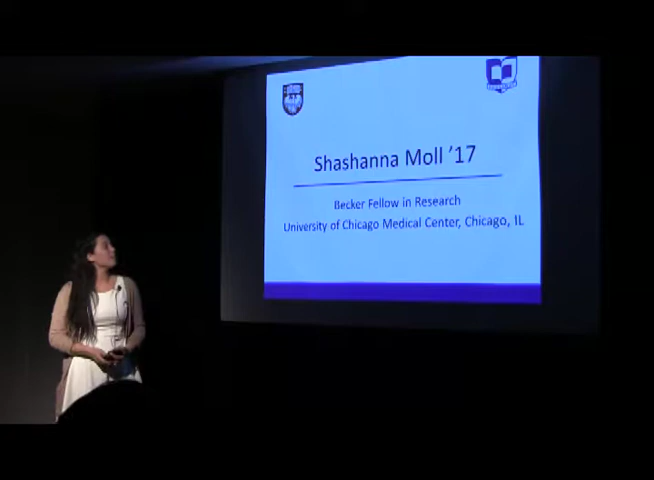 Shashanna Moll ’17
Becker Fellow in Research
University of Chicago Medical Center, Chicago, IL